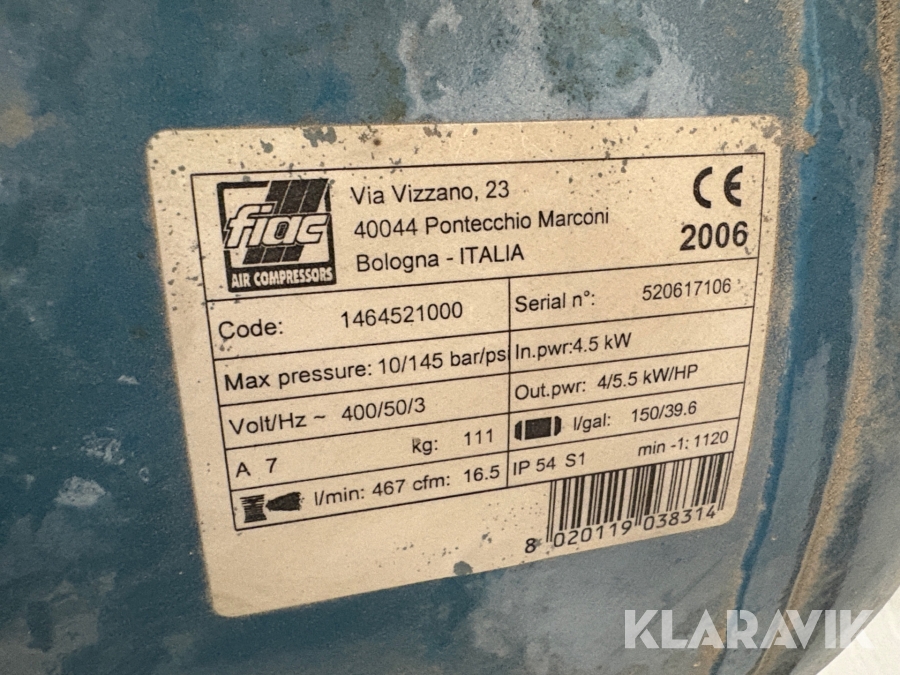 fiac
AIR COMPRESSORS
Via Vizzano, 23
40044 Pontecchio Marconi
Bologna - ITALIA
CE
2006
Code: 1464521000
Serial n°: 520617106
Max pressure: 10/145 bar/psi
In.pwr:4.5 kW
Volt/Hz ~ 400/50/3
Out.pwr: 4/5.5 kW/HP
A 7 kg: 111
l/gal: 150/39.6
l/min: 467 cfm: 16.5
IP 54 S1 min -1: 1120
8 020119 038314
KLARAVIK